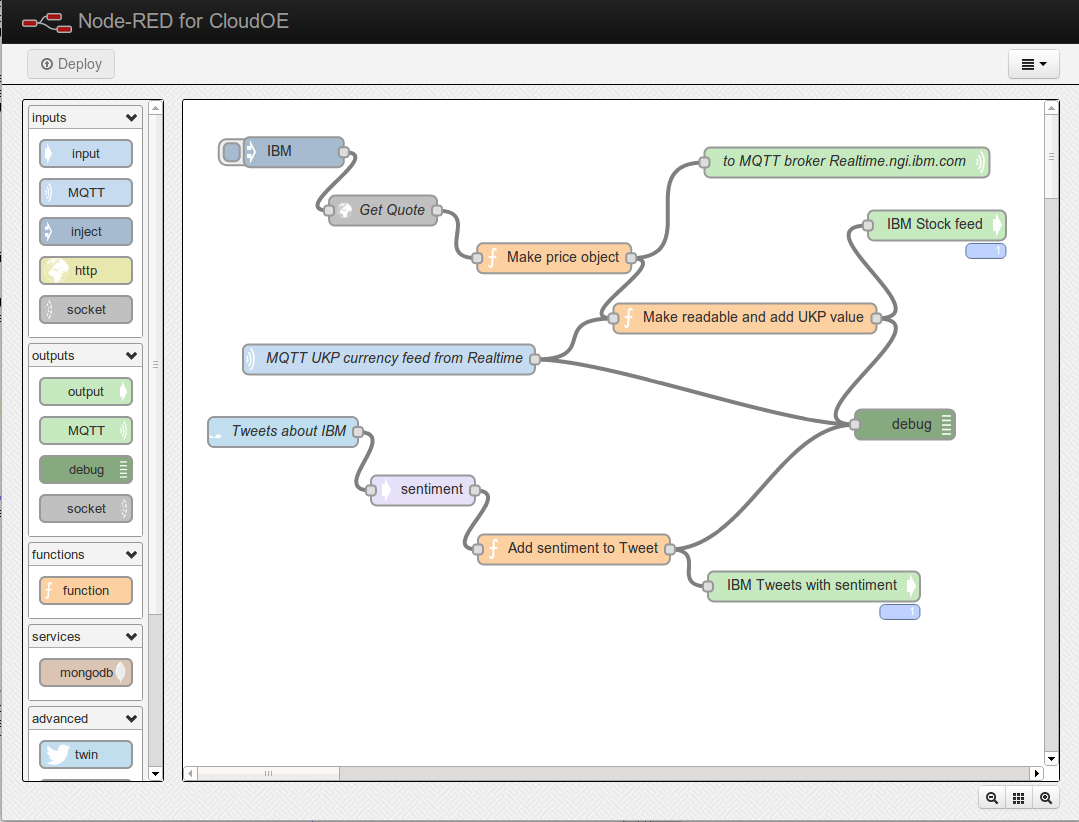 Node-RED for CloudOE
Deploy
inputs
input
MQTT
inject
http
socket
outputs
output
MQTT
debug
socket
functions
function
services
mongodb
advanced
twin
IBM
Get Quote
Make price object
to MQTT broker Realtime.ngi.ibm.com
IBM Stock feed
1
Make readable and add UKP value
MQTT UKP currency feed from Realtime
Tweets about IBM
debug
sentiment
Add sentiment to Tweet
IBM Tweets with sentiment
1